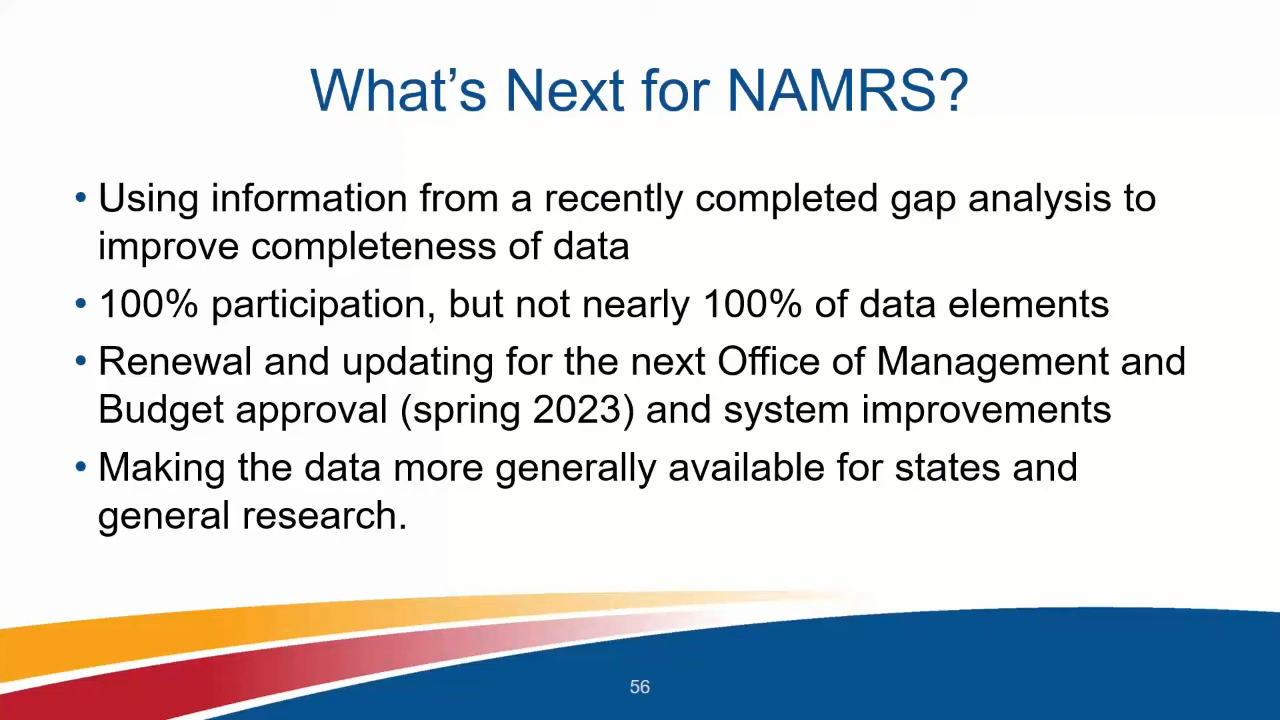 What's Next for NAMRS?
• Using information from a recently completed gap analysis to
improve completeness of data
• 100% participation, but not nearly 100% of data elements
• Renewal and updating for the next Office of Management and
Budget approval (spring 2023) and system improvements
• Making the data more generally available for states and
general research.
56